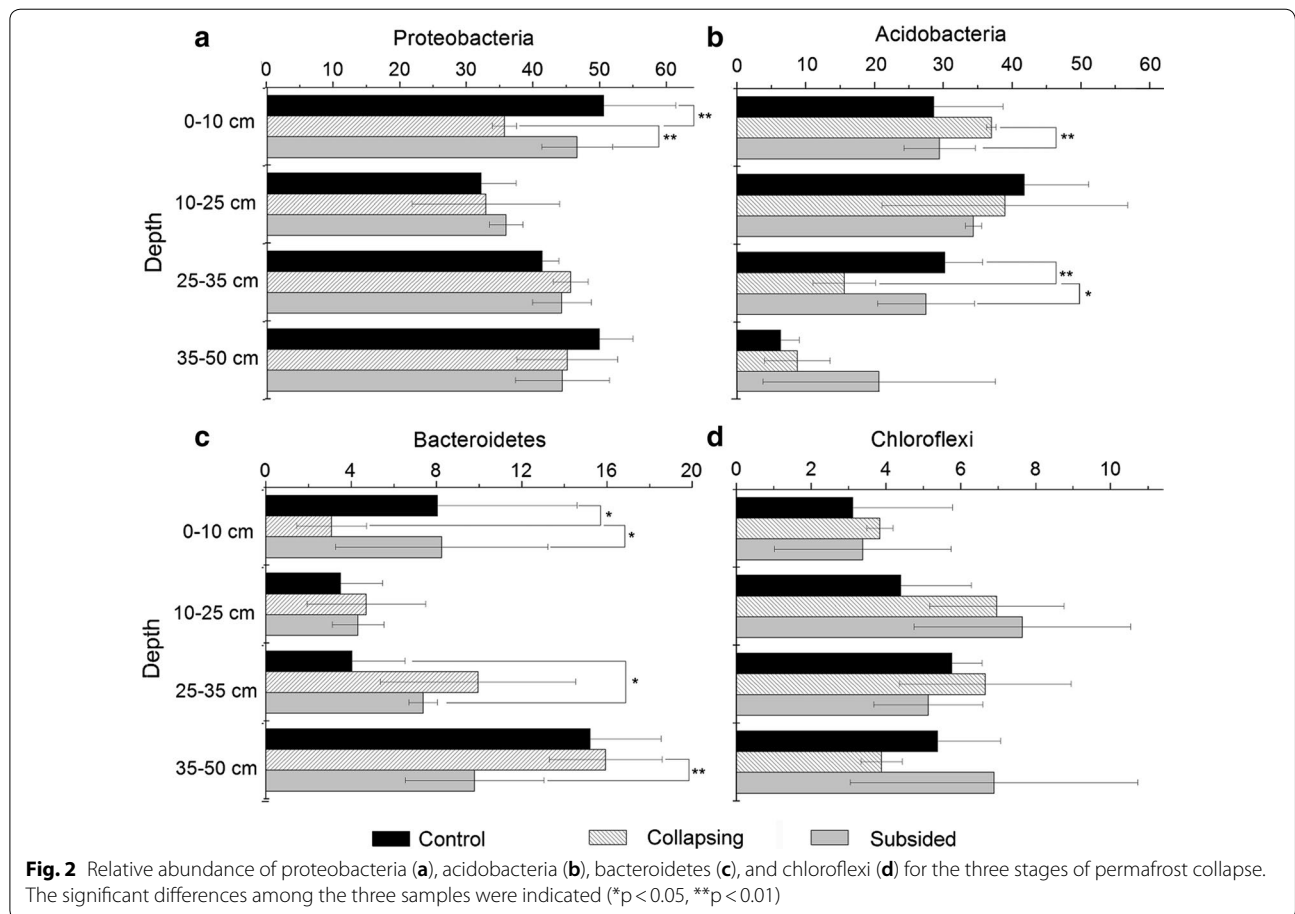 a
Proteobacteria
0 10 20 30 40 50 60
0-10 cm
**
**
10-25 cm
25-35 cm
35-50 cm
Depth
b
Acidobacteria
0 10 20 30 40 50 60
**
**
*
c
Bacteroidetes
0 4 8 12 16 20
0-10 cm
*
*
10-25 cm
25-35 cm
*
35-50 cm
**
Depth
d
Chloroflexi
0 2 4 6 8 10
Control Collapsing Subsided
Fig. 2 Relative abundance of proteobacteria (a), acidobacteria (b), bacteroidetes (c), and chloroflexi (d) for the three stages of permafrost collapse.
The significant differences among the three samples were indicated (*p < 0.05, **p < 0.01)